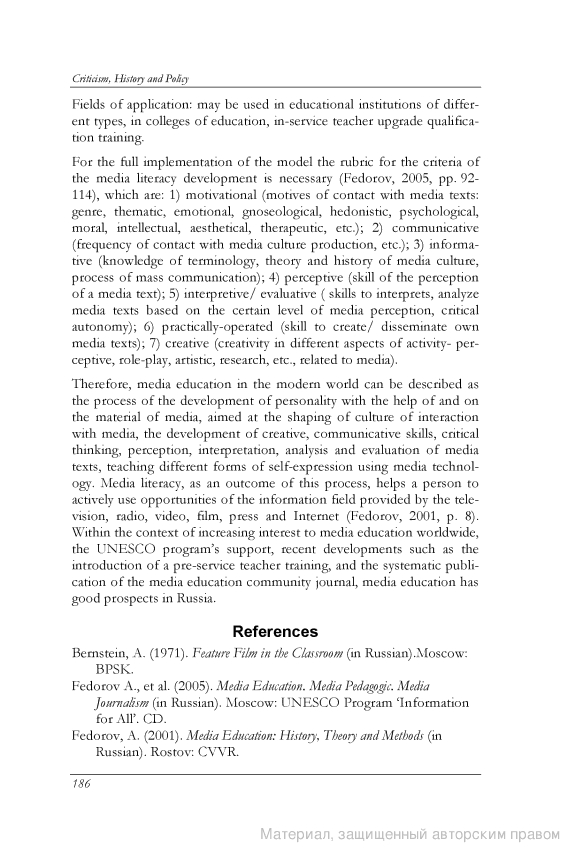 Criticism, History and Policy
Fields of application: may be used in educational institutions of differ-
ent types, in colleges of education, in-service teacher upgrade qualifica-
tion training.
For the full implementation of the model the rubric for the criteria of
the media literacy development is necessary (Fedorov, 2005, pp. 92-
114), which are: 1) motivational (motives of contact with media texts:
genre, thematic, emotional, gnoseological, hedonistic, psychological,
moral, intellectual, aesthetical, therapeutic, etc.); 2) communicative
(frequency of contact with media culture production, etc.); 3) informa-
tive (knowledge of terminology, theory and history of media culture,
process of mass communication); 4) perceptive (skill of the perception
of a media text); 5) interpretive/ evaluative ( skills to interprets, analyze
media texts based on the certain level of media perception, critical
autonomy); 6) practically-operated (skill to create/ disseminate own
media texts); 7) creative (creativity in different aspects of activity- per-
ceptive, role-play, artistic, research, etc., related to media).
Therefore, media education in the modern world can be described as
the process of the development of personality with the help of and on
the material of media, aimed at the shaping of culture of interaction
with media, the development of creative, communicative skills, critical
thinking, perception, interpretation, analysis and evaluation of media
texts, teaching different forms of self-expression using media technol-
ogy. Media literacy, as an outcome of this process, helps a person to
actively use opportunities of the information field provided by the tele-
vision, radio, video, film, press and Internet (Fedorov, 2001, p. 8).
Within the context of increasing interest to media education worldwide,
the UNESCO program's support, recent developments such as the
introduction of a pre-service teacher training, and the systematic publi-
cation of the media education community journal, media education has
good prospects in Russia.
References
Bernstein, A. (1971). Feature Film in the Classroom (in Russian).Moscow:
BPSK.
Fedorov A., et al. (2005). Media Education. Media Pedagogic. Media
Journalism (in Russian). Moscow: UNESCO Program 'Information
for All'. CD.
Fedorov, A. (2001). Media Education: History, Theory and Methods (in
Russian). Rostov: CVVR.
186
Материал, защищенный авторским правом